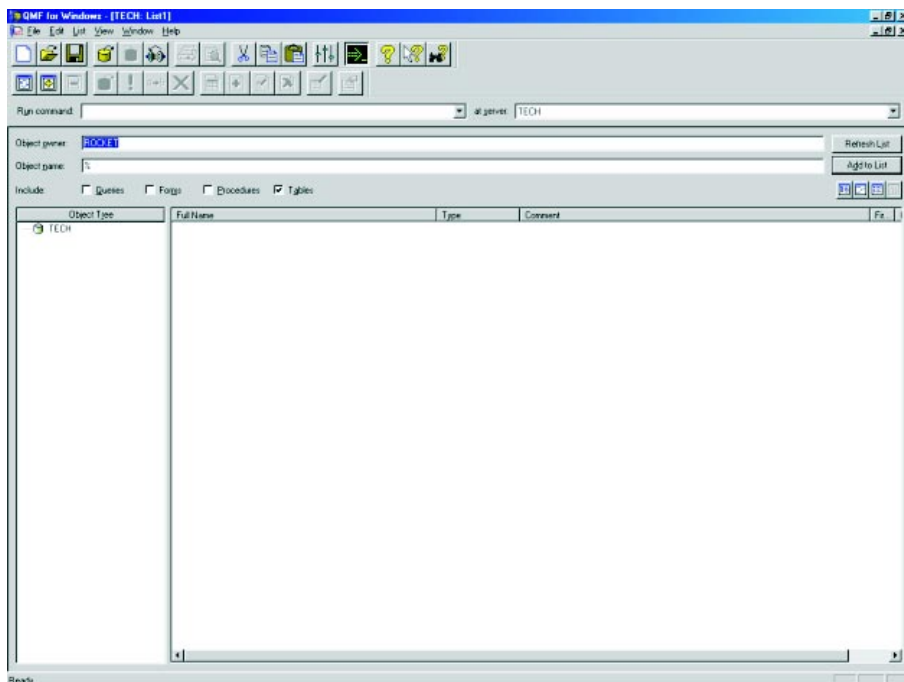 QMF for Windows - [TECH: List1]
File Edit List View Window Help
Run command: at server: TECH
Object owner: ROCKET Refresh List
Object name: % Add to List
Include: Queries Forms Procedures Tables
Object Tree Full Name Type Comment
TECH
Ready